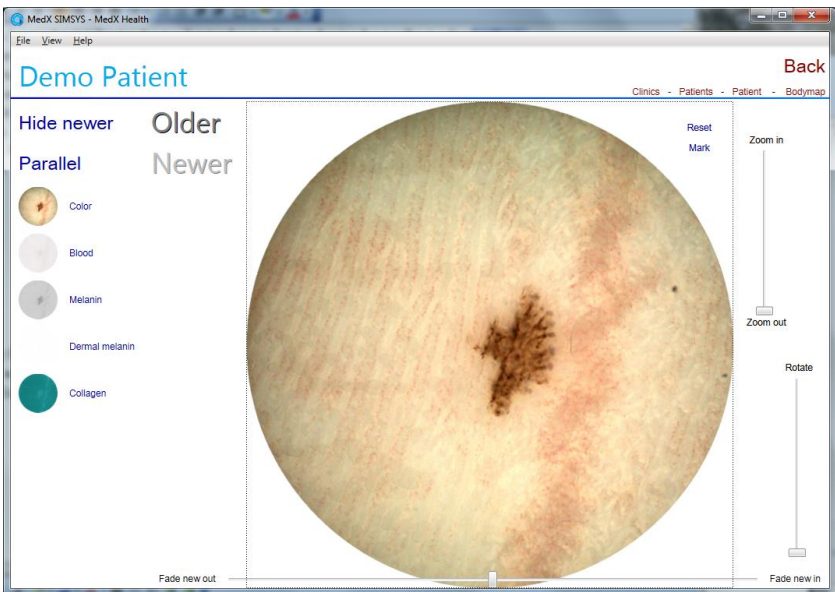 MedX SIMSYS - MedX Health
File View Help
Demo Patient
Back
Clinics - Patients - Patient - Bodymap
Hide newer
Older
Reset
Mark
Zoom in
Parallel
Newer
Color
Blood
Melanin
Zoom out
Dermal melanin
Rotate
Collagen
Fade new out
Fade new in